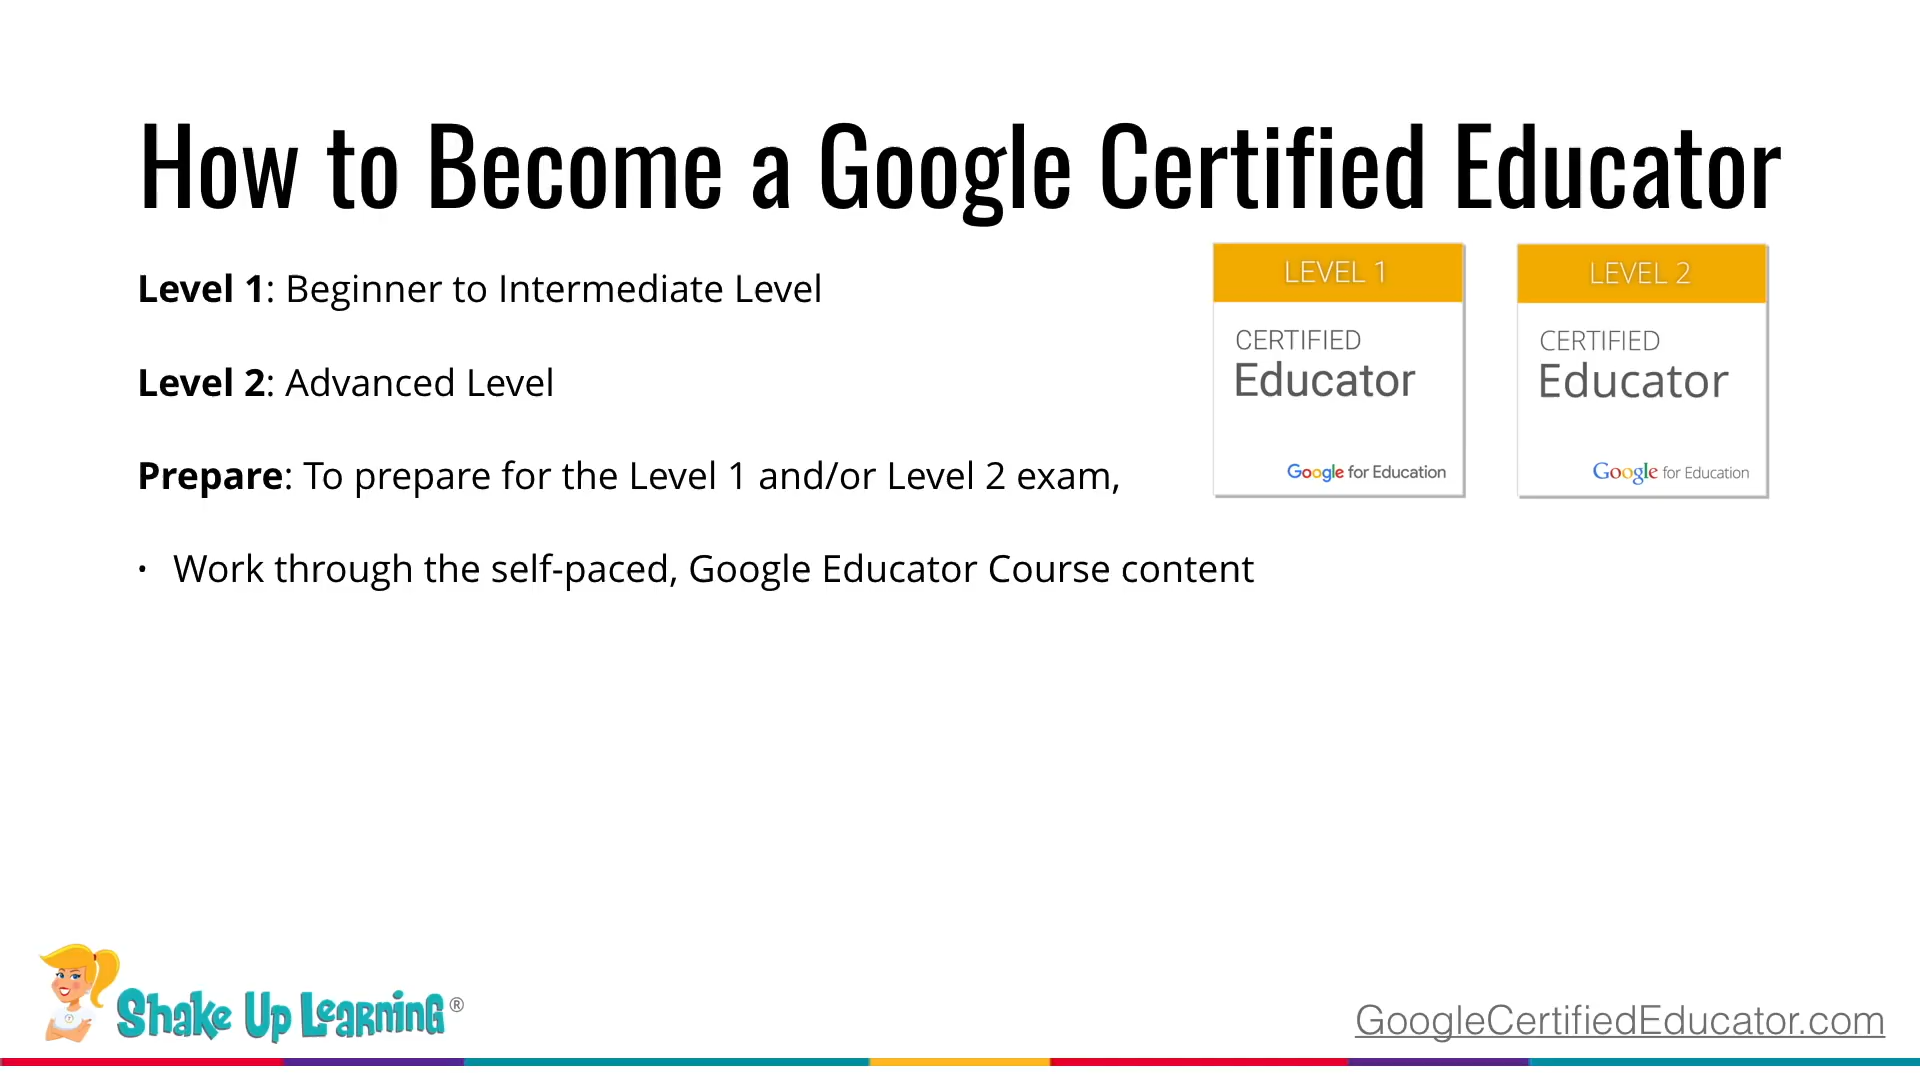 How to Become a Google Certified Educator
Level 1: Beginner to Intermediate Level
Level 2: Advanced Level
Prepare: To prepare for the Level 1 and/or Level 2 exam,
• Work through the self-paced, Google Educator Course content
LEVEL 1
CERTIFIED
Educator
Google for Education
LEVEL 2
CERTIFIED
Educator
Google for Education
Shake Up Learning®
GoogleCertifiedEducator.com